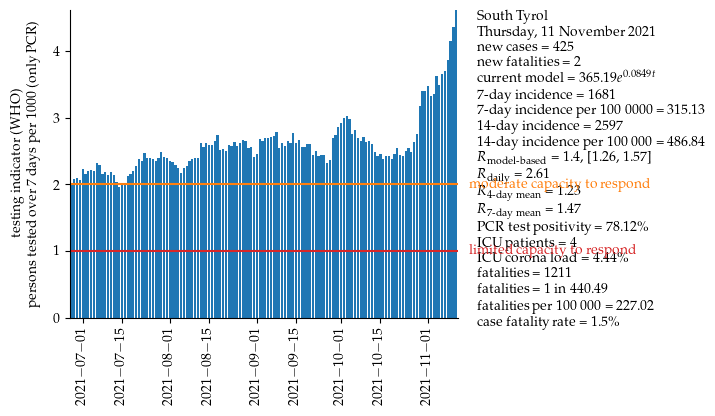 testing indicator (WHO)
persons tested over 7 days per 1000 (only PCR)
4
3
2
1
0
2021−07−01
2021−07−15
2021−08−01
2021−08−15
2021−09−01
2021−09−15
2021−10−01
2021−10−15
2021−11−01
moderate capacity to respond
limited capacity to respond
South Tyrol
Thursday, 11 November 2021
new cases = 425
new fatalities = 2
current model = 365.19e^0.0849t
7-day incidence = 1681
7-day incidence per 100 0000 = 315.13
14-day incidence = 2597
14-day incidence per 100 000 = 486.84
R model-based = 1.4, [1.26, 1.57]
R daily = 2.61
R 4-day mean = 1.23
R 7-day mean = 1.47
PCR test positivity = 78.12%
ICU patients = 4
ICU corona load = 4.44%
fatalities = 1211
fatalities = 1 in 440.49
fatalities per 100 000 = 227.02
case fatality rate = 1.5%